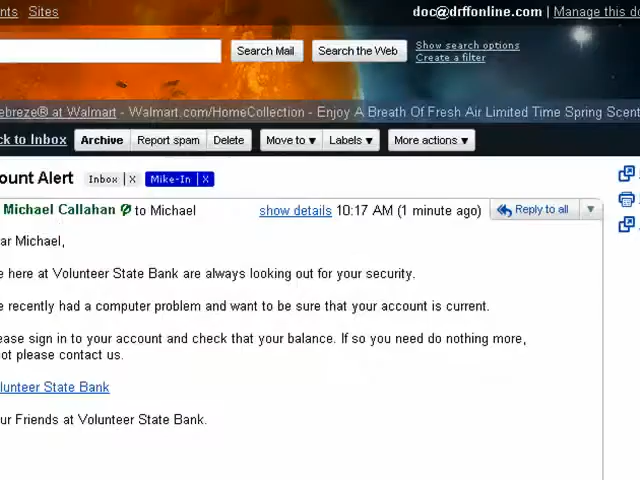 nts Sites doc@drffonline.com | Manage this do
Search Mail Search the Web Show search options
Create a filter
ebreze® at Walmart - Walmart.com/HomeCollection - Enjoy A Breath Of Fresh Air Limited Time Spring Scent
ck to Inbox Archive Report spam Delete Move to ▾ Labels ▾ More actions ▾
ount Alert Inbox | X Mike-In | X
Michael Callahan to Michael show details 10:17 AM (1 minute ago) Reply to all ▾
ar Michael,
e here at Volunteer State Bank are always looking out for your security.
e recently had a computer problem and want to be sure that your account is current.
ease sign in to your account and check that your balance. If so you need do nothing more,
ot please contact us.
lunteer State Bank
ur Friends at Volunteer State Bank.